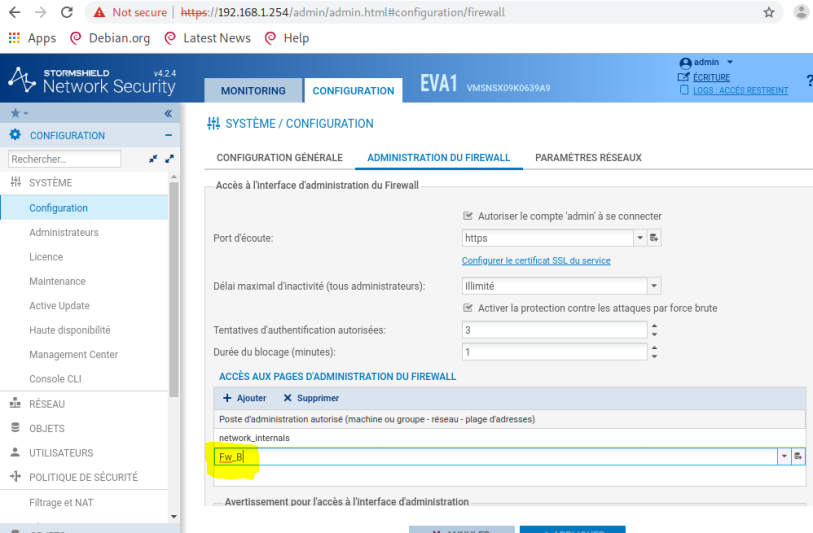 Not secure | https://192.168.1.254/admin/admin.html#configuration/firewall
Apps Debian.org Latest News Help
STORMSHIELD v4.2.4
Network Security
MONITORING CONFIGURATION EVA1 VMSNSX09K0639A9
admin
ÉCRITURE
LOGS : ACCÈS RESTREINT
?
CONFIGURATION
Rechercher...
SYSTÈME
Configuration
Administrateurs
Licence
Maintenance
Active Update
Haute disponibilité
Management Center
Console CLI
RÉSEAU
OBJETS
UTILISATEURS
POLITIQUE DE SÉCURITÉ
Filtrage et NAT
SYSTÈME / CONFIGURATION
CONFIGURATION GÉNÉRALE ADMINISTRATION DU FIREWALL PARAMÈTRES RÉSEAUX
Accès à l'interface d'administration du Firewall
Autoriser le compte 'admin' à se connecter
Port d'écoute: https
Configurer le certificat SSL du service
Délai maximal d'inactivité (tous administrateurs): Illimité
Activer la protection contre les attaques par force brute
Tentatives d'authentification autorisées: 3
Durée du blocage (minutes): 1
ACCÈS AUX PAGES D'ADMINISTRATION DU FIREWALL
+ Ajouter X Supprimer
Poste d'administration autorisé (machine ou groupe - réseau - plage d'adresses)
network_internals
Fw_B
Avertissement pour l'accès à l'interface d'administration